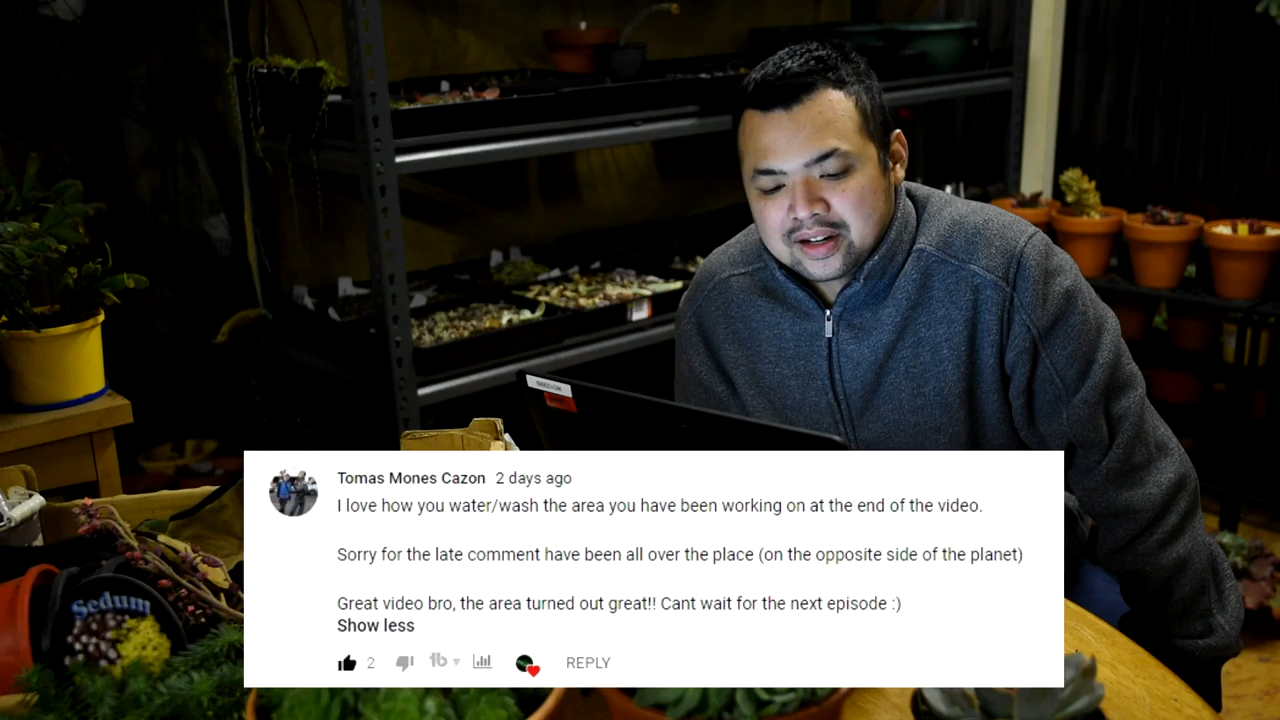 Tomas Mones Cazon 2 days ago
I love how you water/wash the area you have been working on at the end of the video.
Sorry for the late comment have been all over the place (on the opposite side of the planet)
Great video bro, the area turned out great!! Cant wait for the next episode :)
Show less
2 tb REPLY
Sedum